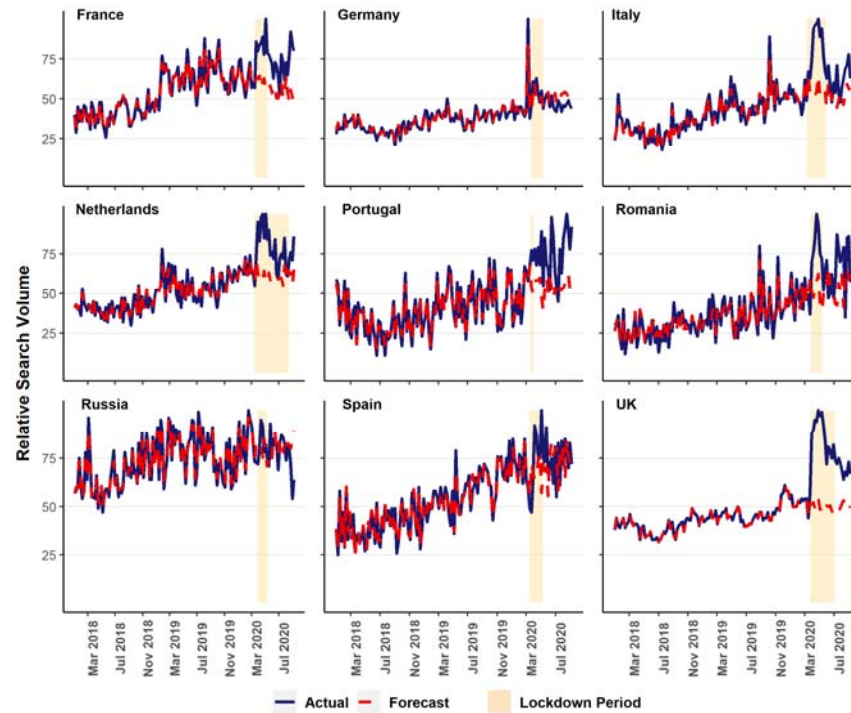 France
Germany
Italy
75
50
25
Netherlands
Portugal
Romania
75
50
25
Russia
Spain
UK
75
50
25
Relative Search Volume
Mar 2018
Jul 2018
Nov 2018
Mar 2019
Jul 2019
Nov 2019
Mar 2020
Jul 2020
Mar 2018
Jul 2018
Nov 2018
Mar 2019
Jul 2019
Nov 2019
Mar 2020
Jul 2020
Mar 2018
Jul 2018
Nov 2018
Mar 2019
Jul 2019
Nov 2019
Mar 2020
Jul 2020
Actual Forecast Lockdown Period